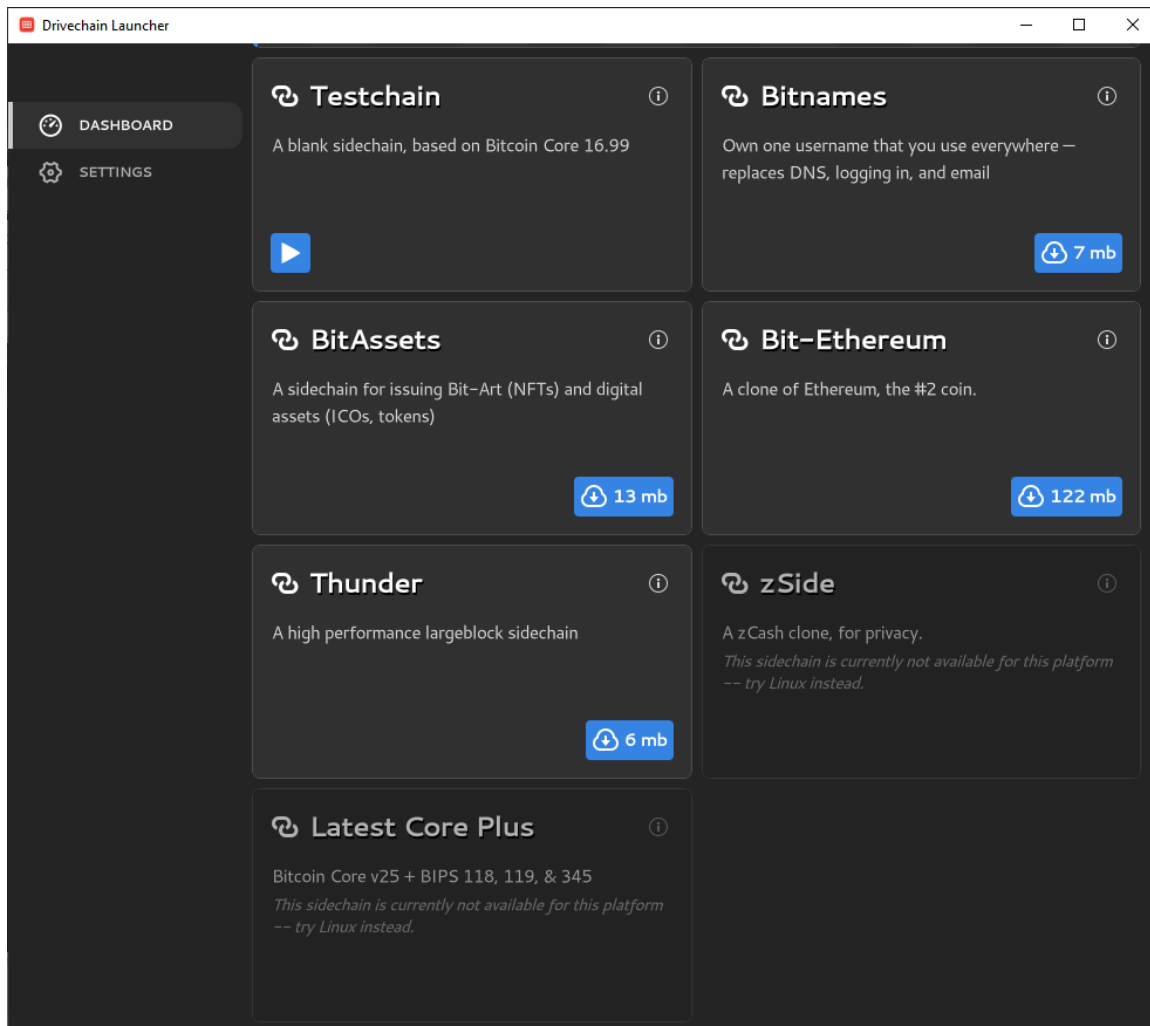 Drivechain Launcher
DASHBOARD
SETTINGS
Testchain
A blank sidechain, based on Bitcoin Core 16.99
Bitnames
Own one username that you use everywhere —
replaces DNS, logging in, and email
7 mb
BitAssets
A sidechain for issuing Bit-Art (NFTs) and digital
assets (ICOs, tokens)
13 mb
Bit-Ethereum
A clone of Ethereum, the #2 coin.
122 mb
Thunder
A high performance largeblock sidechain
6 mb
zSide
A zCash clone, for privacy.
This sidechain is currently not available for this platform
-- try Linux instead.
Latest Core Plus
Bitcoin Core v25 + BIPS 118, 119, & 345
This sidechain is currently not available for this platform
-- try Linux instead.